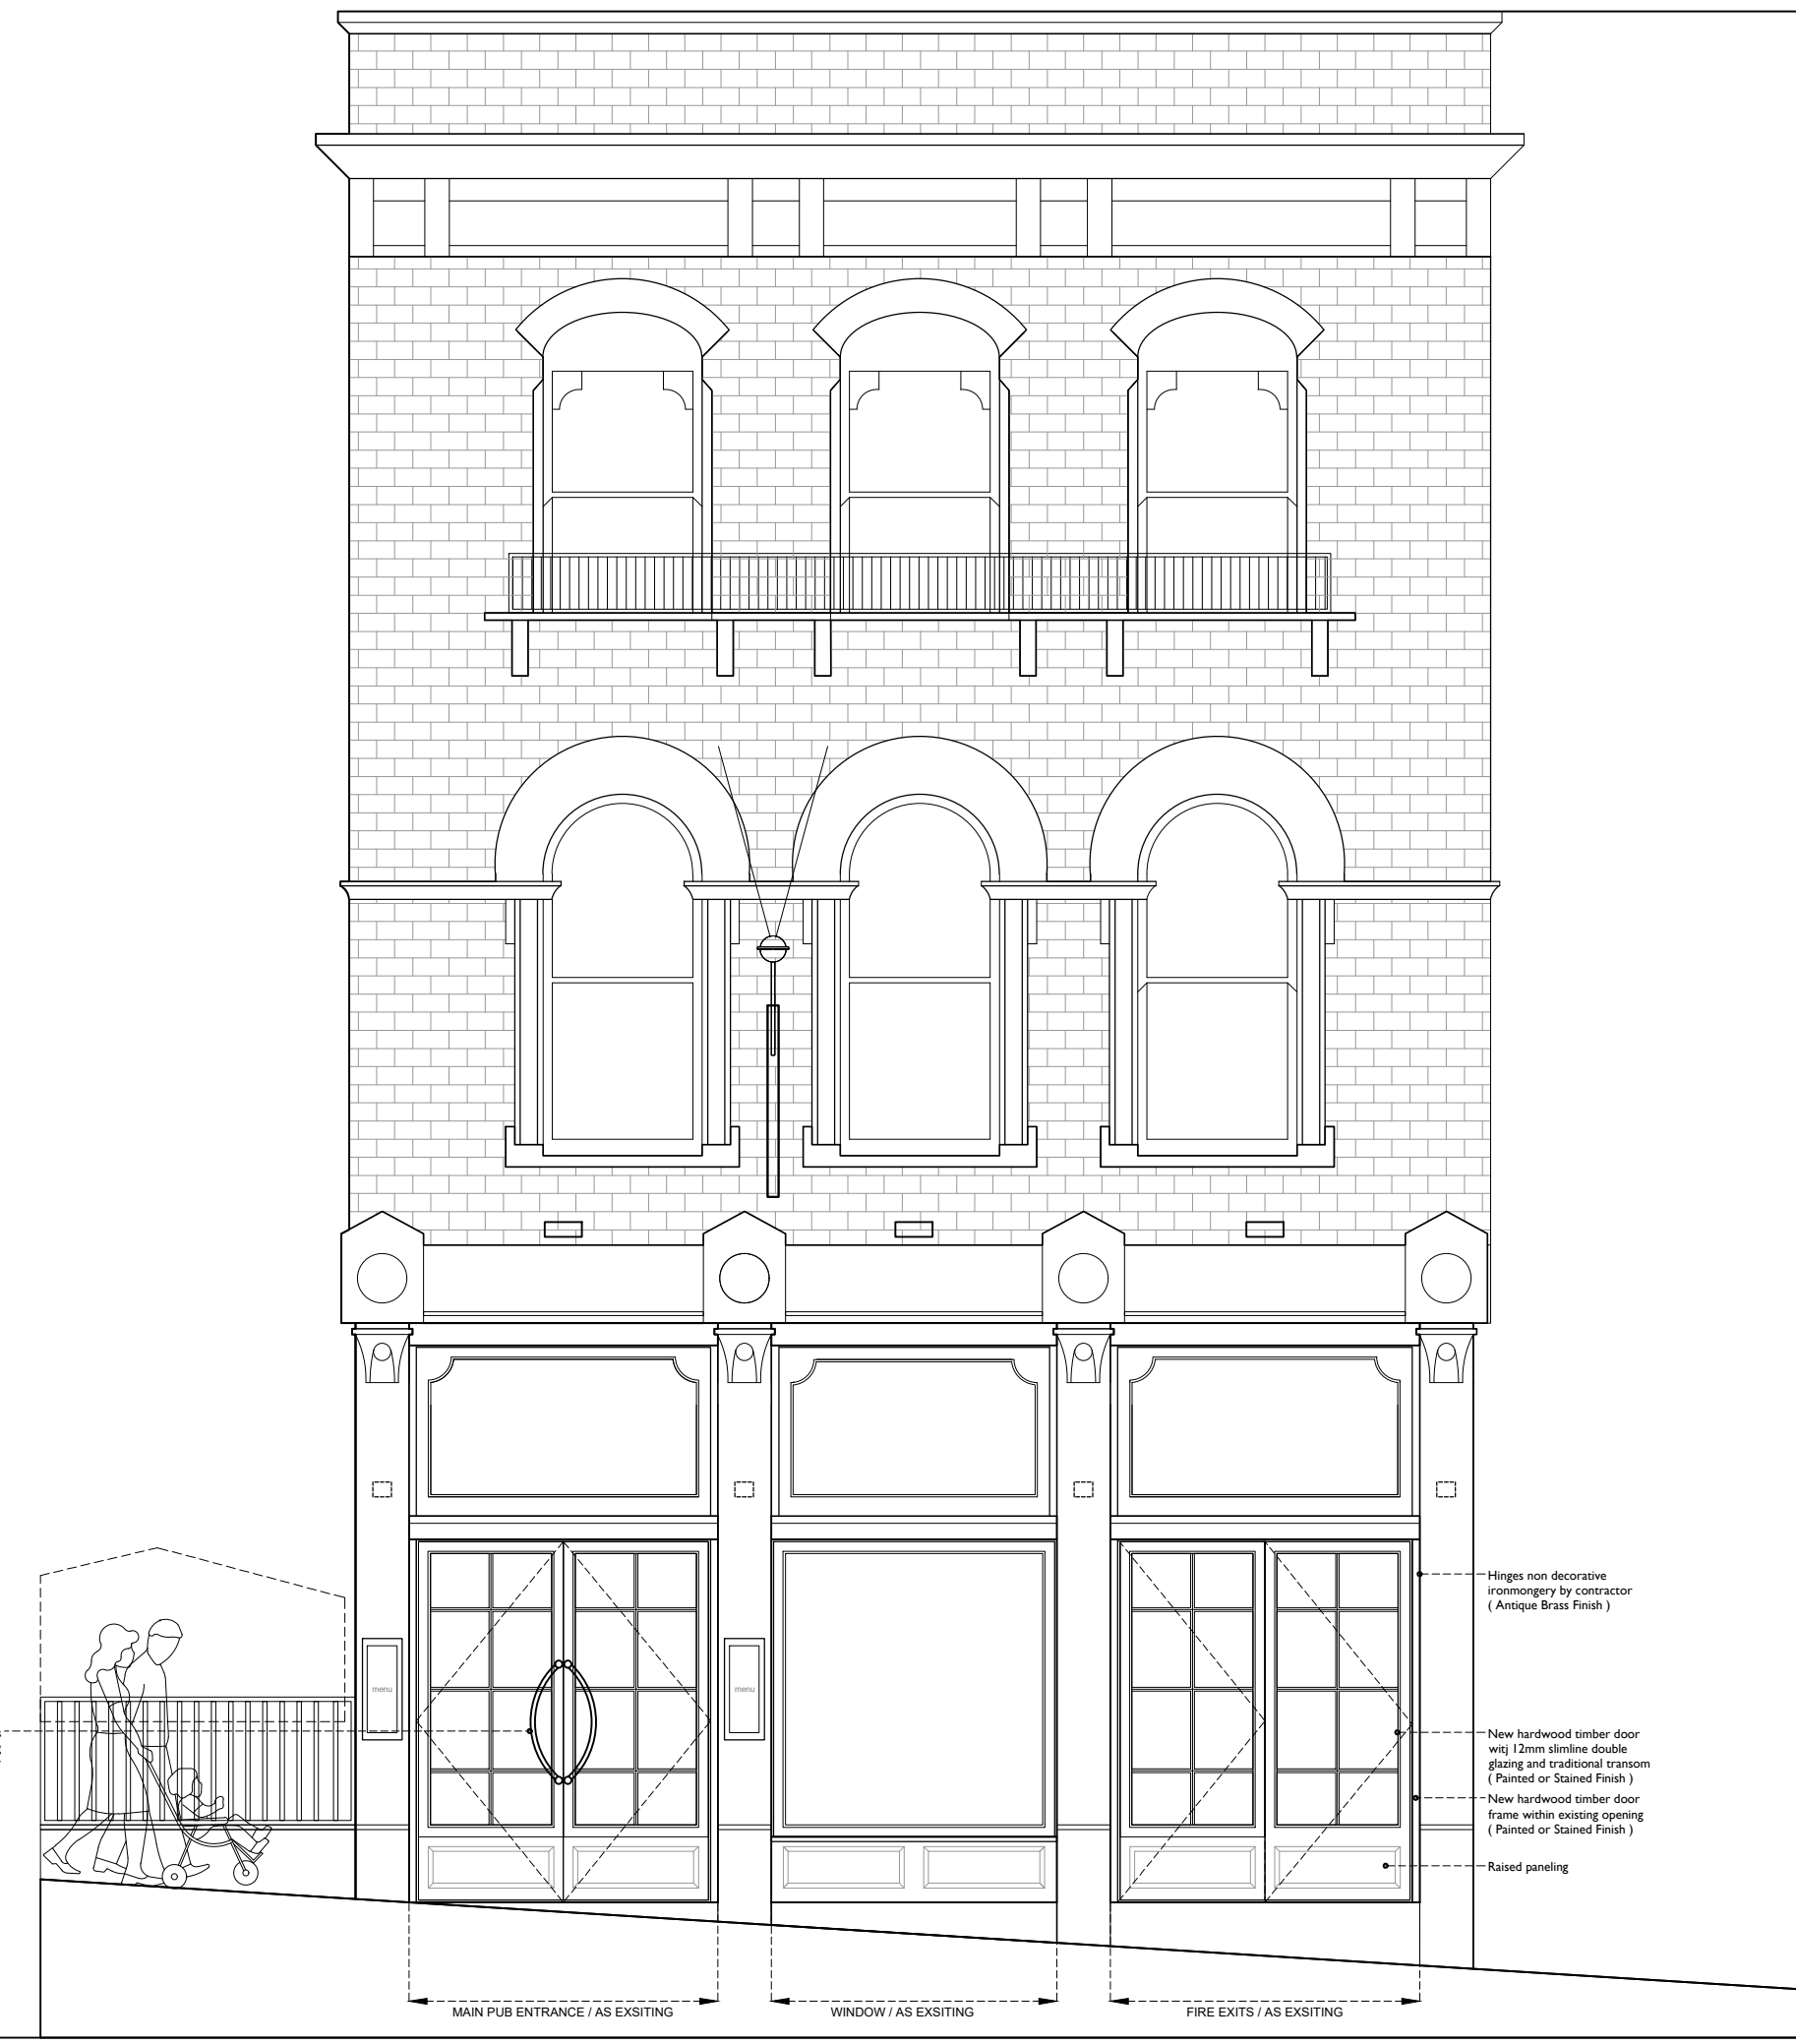 Hinges non decorative
ironmongery by contractor
( Antique Brass Finish )
menu
menu
New hardwood timber door
witj 12mm slimline double
glazing and traditional transom
( Painted or Stained Finish )
New hardwood timber door
frame within existing opening
( Painted or Stained Finish )
Raised paneling
MAIN PUB ENTRANCE / AS EXSITING
WINDOW / AS EXSITING
FIRE EXITS / AS EXSITING